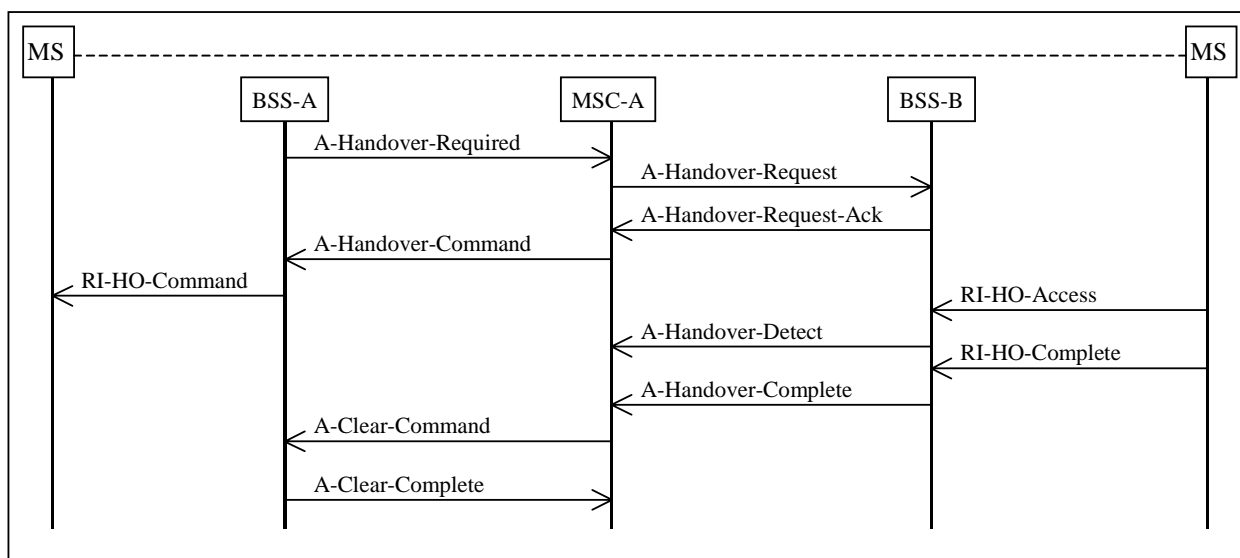 MS
MS
BSS-A
MSC-A
BSS-B
A-Handover-Required
A-Handover-Request
A-Handover-Request-Ack
A-Handover-Command
RI-HO-Command
RI-HO-Access
A-Handover-Detect
RI-HO-Complete
A-Handover-Complete
A-Clear-Command
A-Clear-Complete